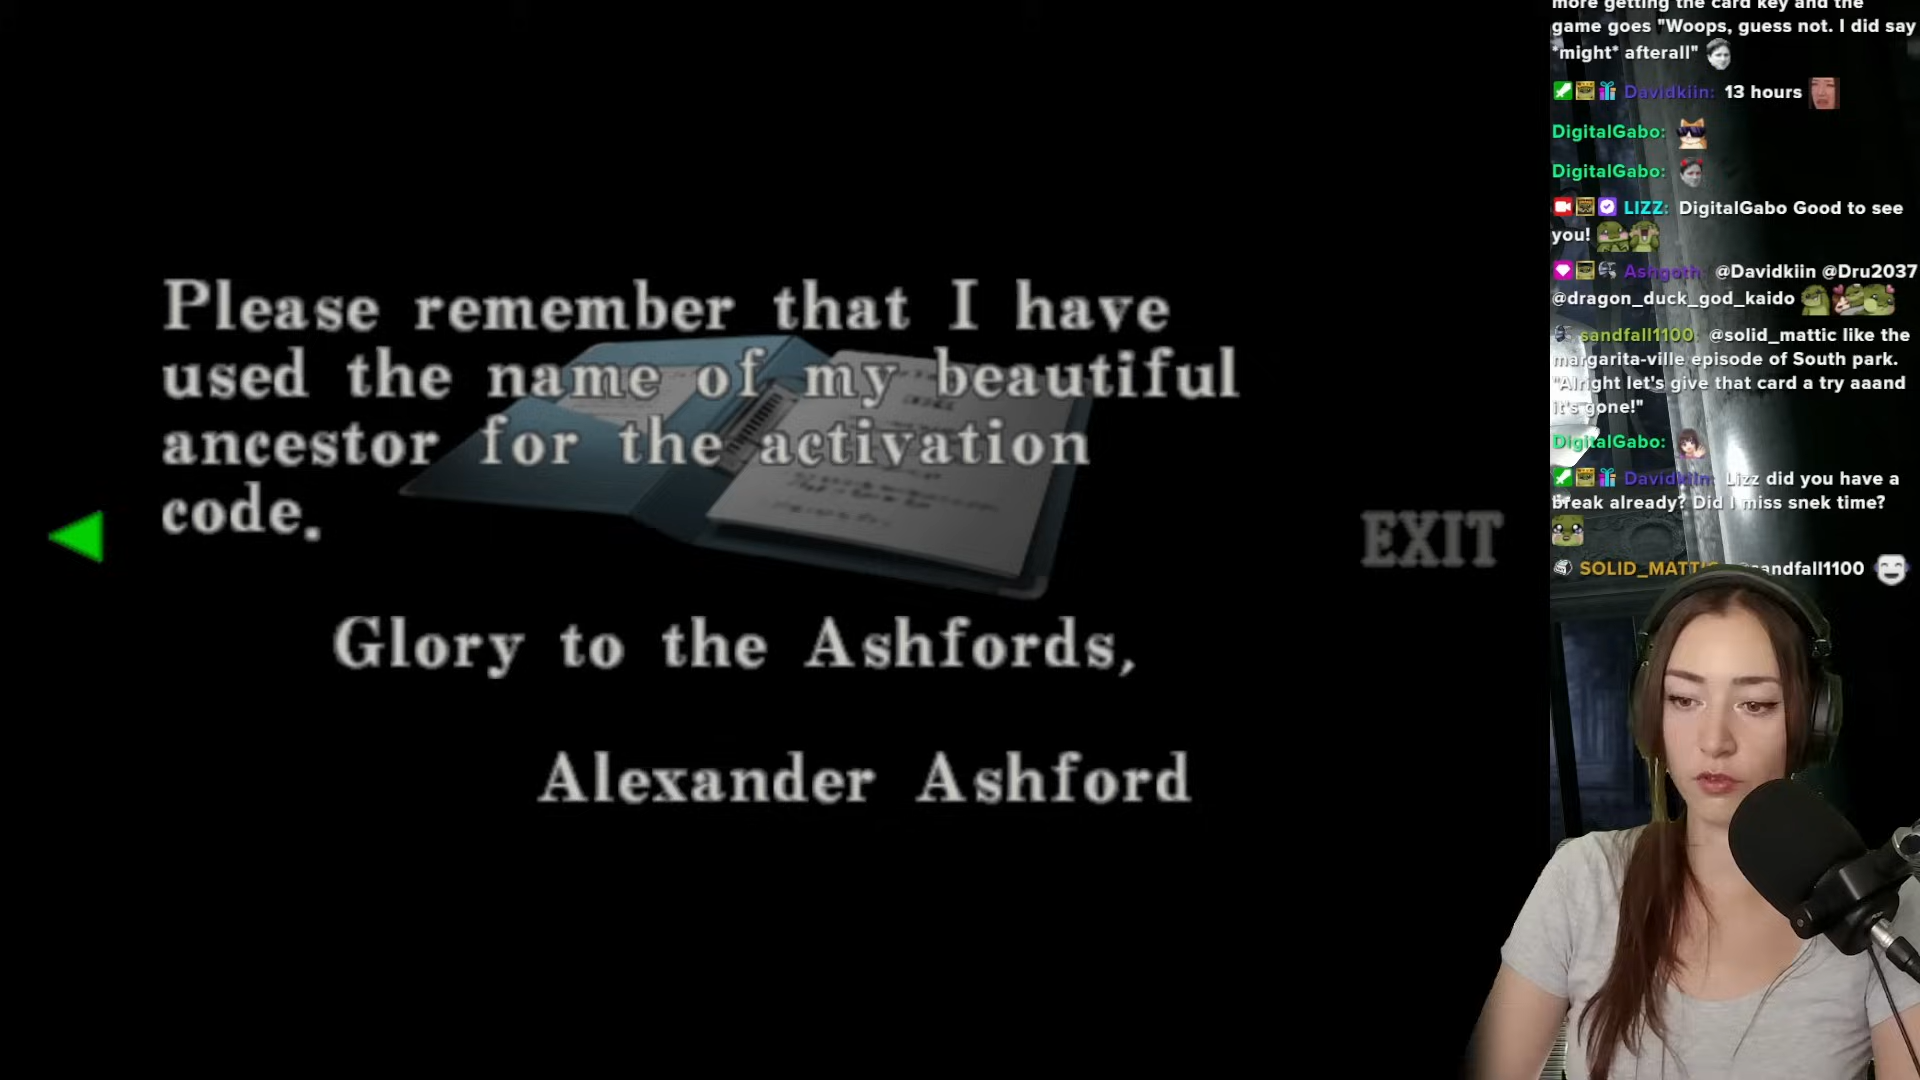 Please remember that I have
used the name of my beautiful
ancestor for the activation
code.
Glory to the Ashfords,
Alexander Ashford
EXIT
more getting the card key and the
game goes "Woops, guess not. I did say
*might* afterall"
Davidkiin: 13 hours
DigitalGabo:
DigitalGabo:
LIZZ: DigitalGabo Good to see
you!
Ashgoth: @Davidkiin @Dru2037
@dragon_duck_god_kaido
sandfall1100: @solid_mattic like the
margarita-ville episode of South park.
"Alright let's give that card a try aaand
it's gone!"
DigitalGabo:
Davidkiin: Lizz did you have a
break already? Did I miss snek time?
SOLID_MATTIC: @sandfall1100